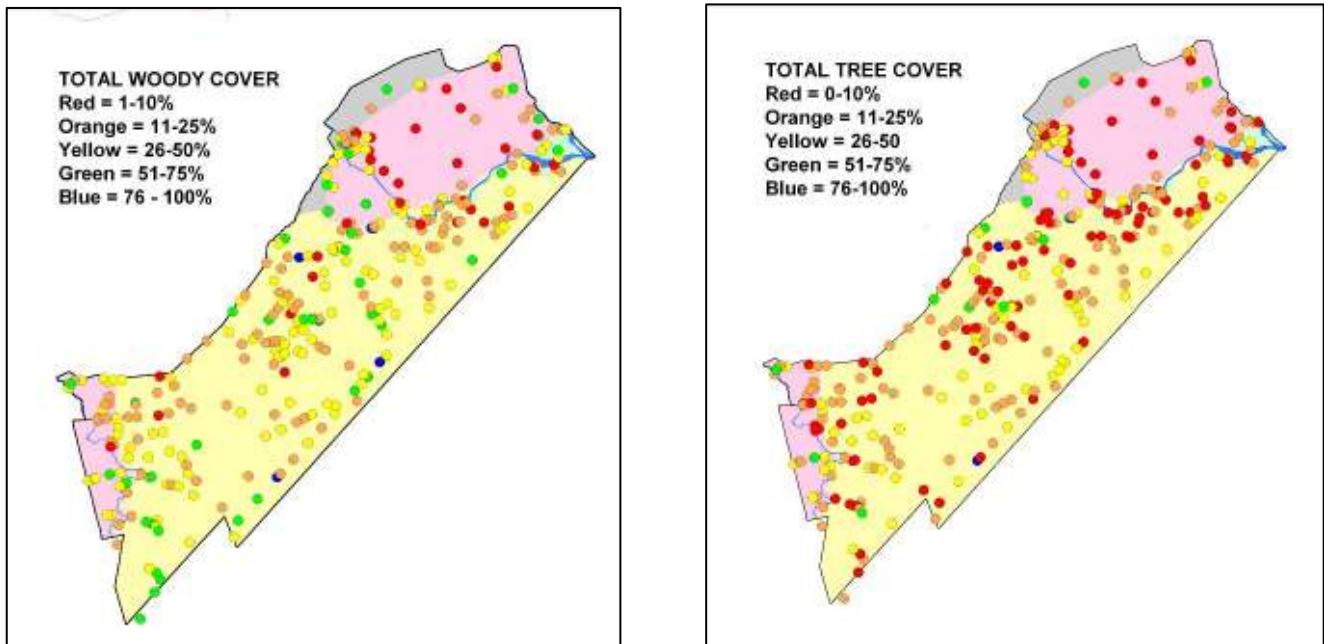 TOTAL WOODY COVER
Red = 1-10%
Orange = 11-25%
Yellow = 26-50%
Green = 51-75%
Blue = 76 - 100%
TOTAL TREE COVER
Red = 0-10%
Orange = 11-25%
Yellow = 26-50
Green = 51-75%
Blue = 76-100%